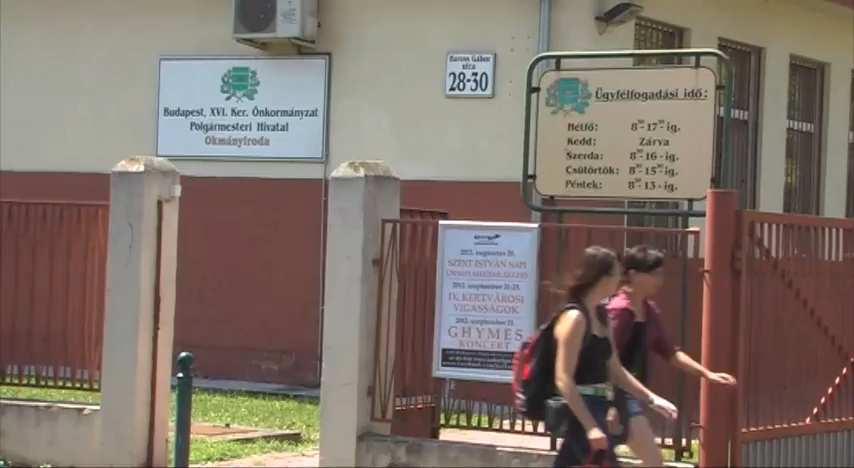 Budapest, XVI. Ker. Önkormányzat
Polgármesteri Hivatal
Okmányiroda
Baross Gábor
utca
28-30
Ügyfélfogadási idő:
Hétfő: 8³⁰-17-ig.
Kedd: Zárva
Szerda: 8³⁰-16-ig.
Csütörtök: 8³⁰-15³⁰-ig.
Péntek: 8³⁰-13-ig.
2012. augusztus 20.
SZENT ISTVÁN NAPI
2012. szeptember 21-23.
IX. KERTVÁROSI
VIGASSÁGOK
2012. szeptember 21.
GHYMES
KONCERT